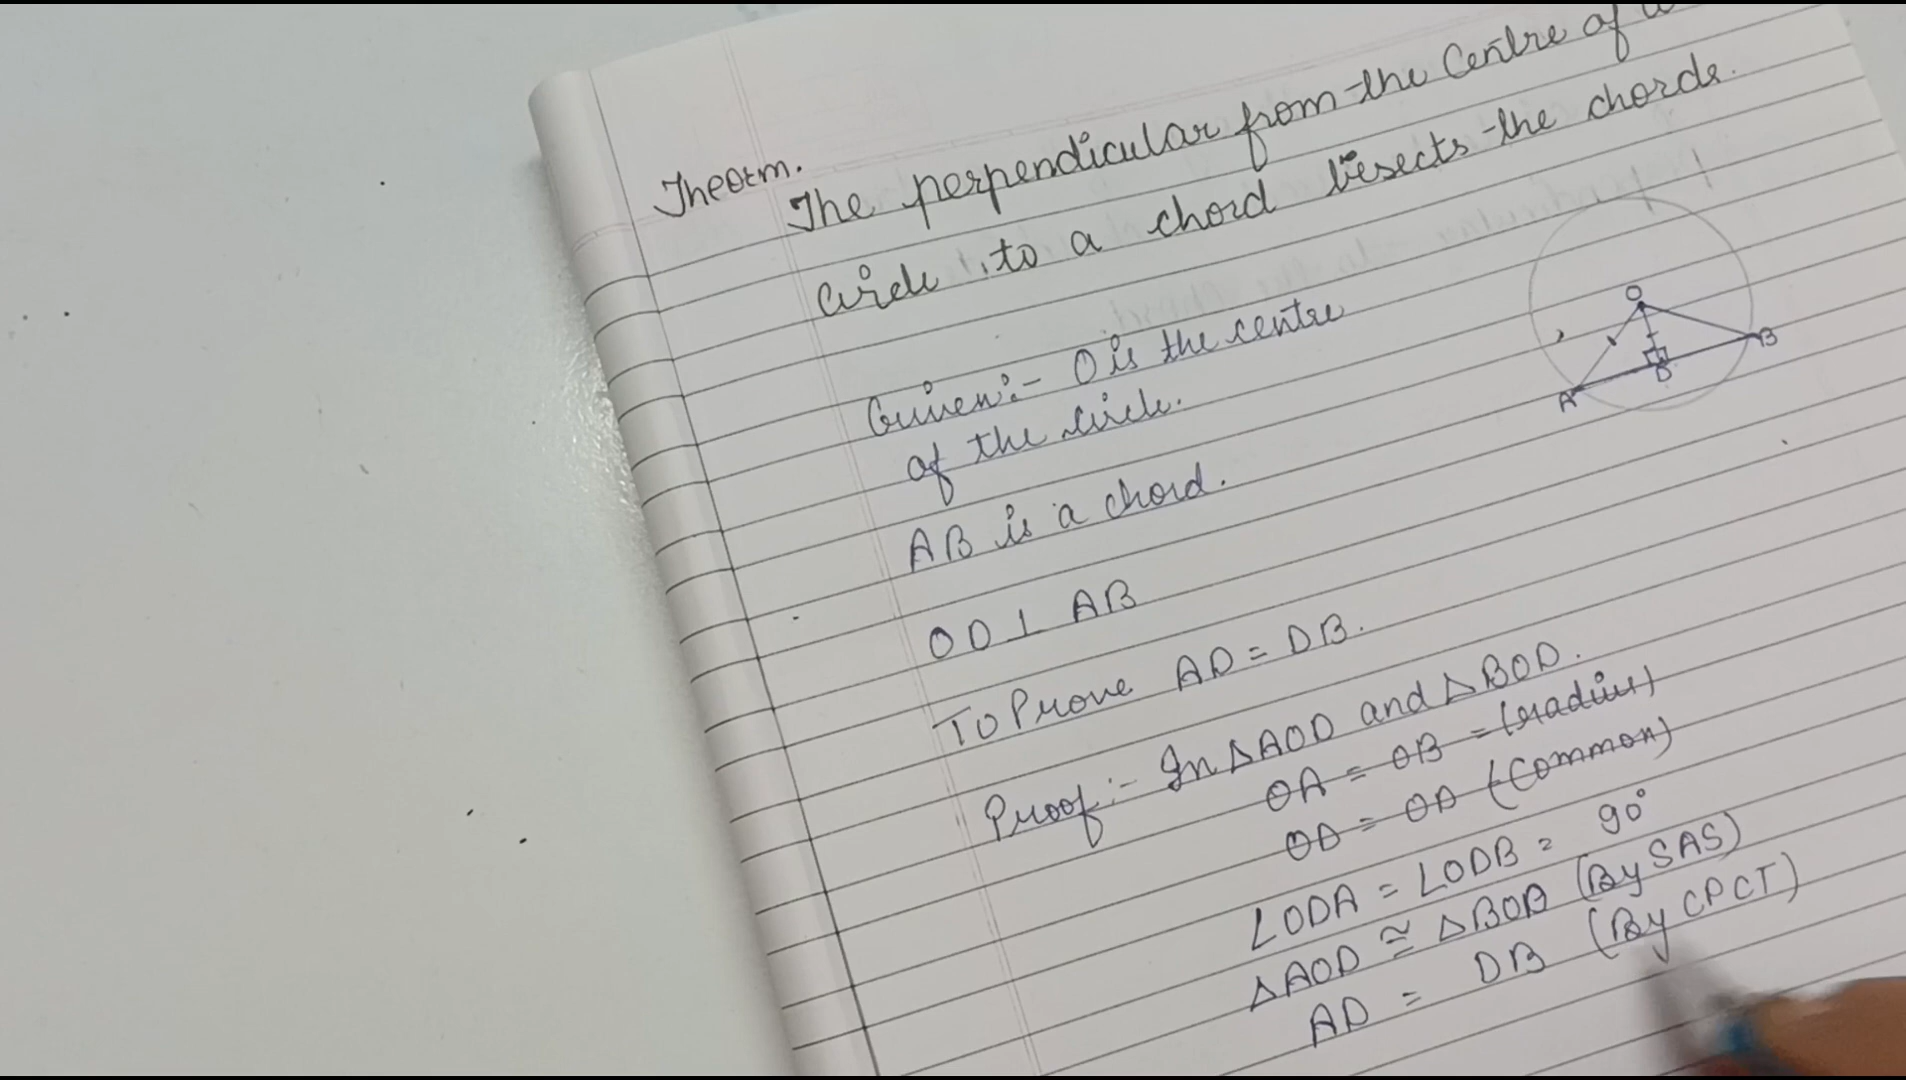 Theorm.
The perpendicular from the Centre of a
circle to a chord bisects the chords.
Given:- O is the centre
of the circle.
AB is a chord.
OD ⊥ AB
To Prove AD = DB.
Proof:- In △AOD and △BOD.
OA = OB = (radius)
OD = OD (Common)
∠ODA = ∠ODB = 90°
△AOD ≅ △BOD (By SAS)
AD = DB (By CPCT)
O
A
D
B